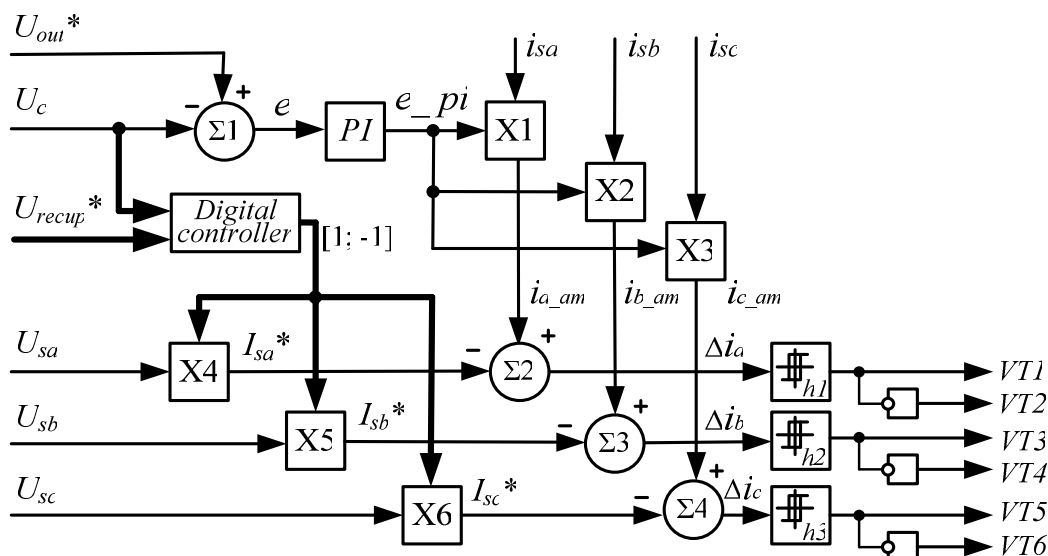 U_out*
i_sa
i_sb
i_sc
U_c
-
+
Σ1
e
PI
e_pi
X1
X2
X3
U_recup*
Digital
controller
[1; -1]
i_a_am
i_b_am
i_c_am
U_sa
X4
I_sa*
-
+
Σ2
Δi_a
h1
VT1
VT2
U_sb
X5
I_sb*
-
+
Σ3
Δi_b
h2
VT3
VT4
U_sc
X6
I_sc*
-
+
Σ4
Δi_c
h3
VT5
VT6